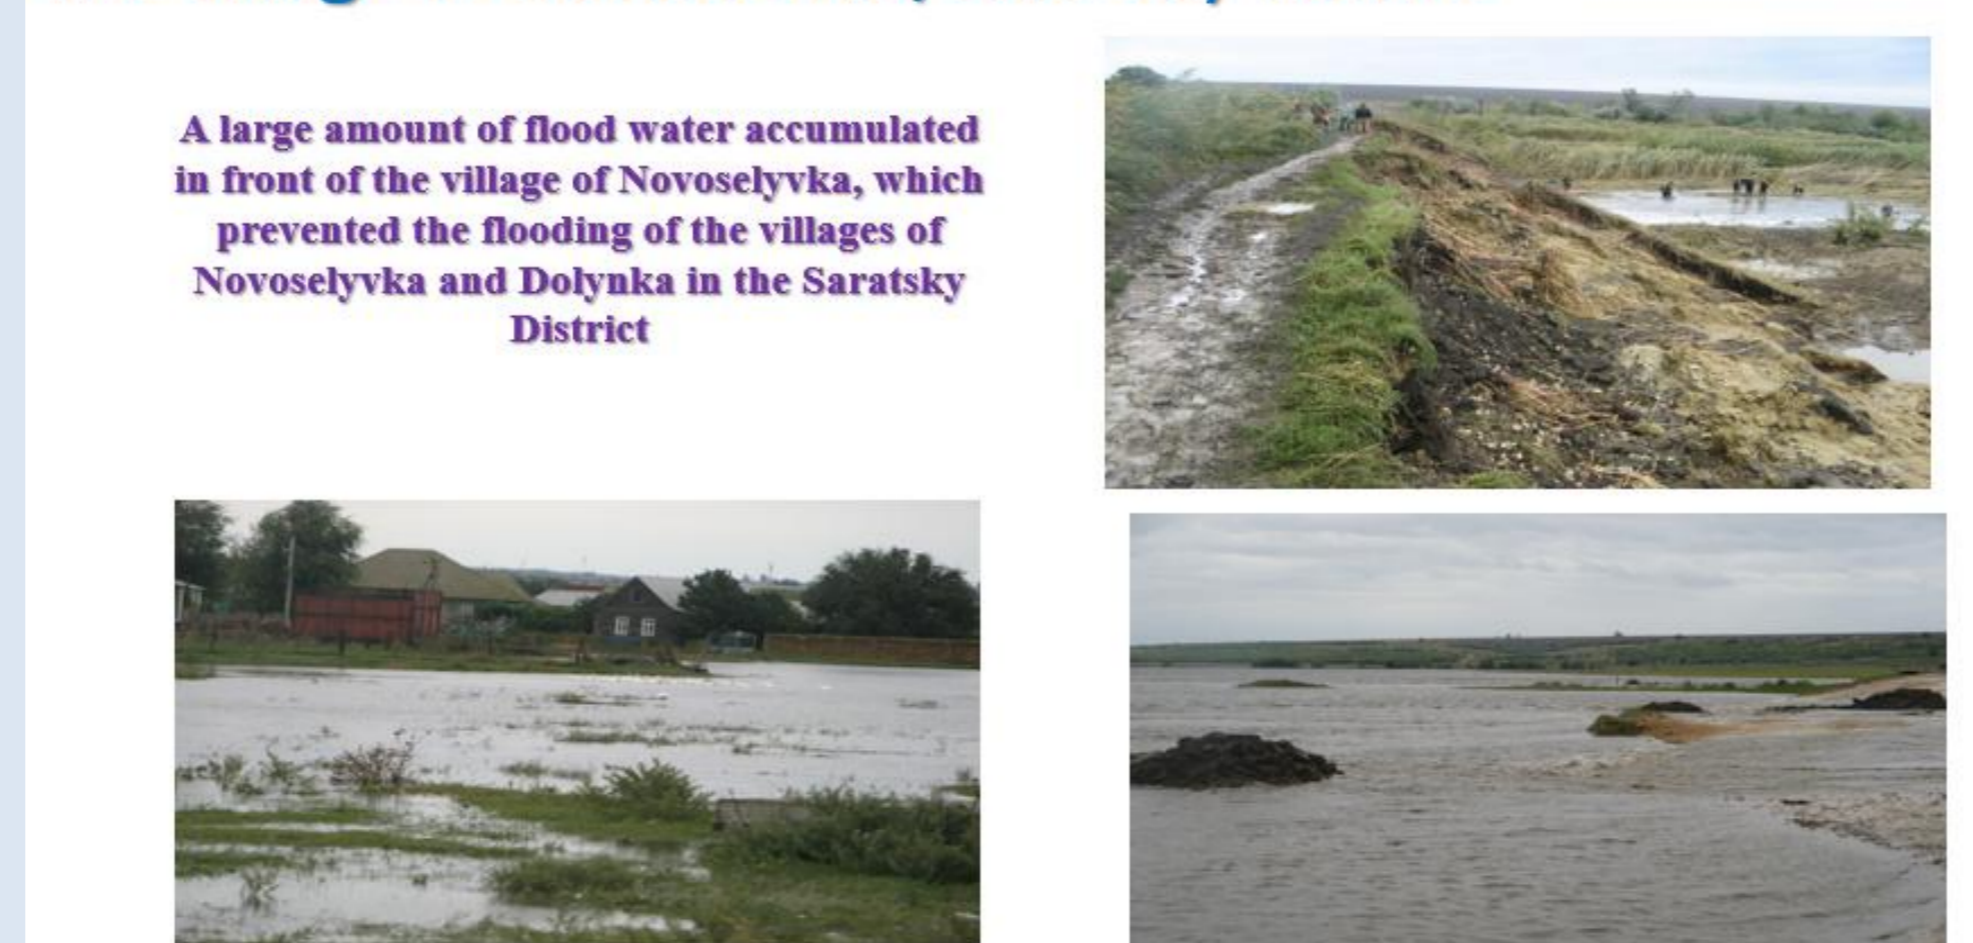 A large amount of flood water accumulated
in front of the village of Novoselyvka, which
prevented the flooding of the villages of
Novoselyvka and Dolynka in the Saratsky
District